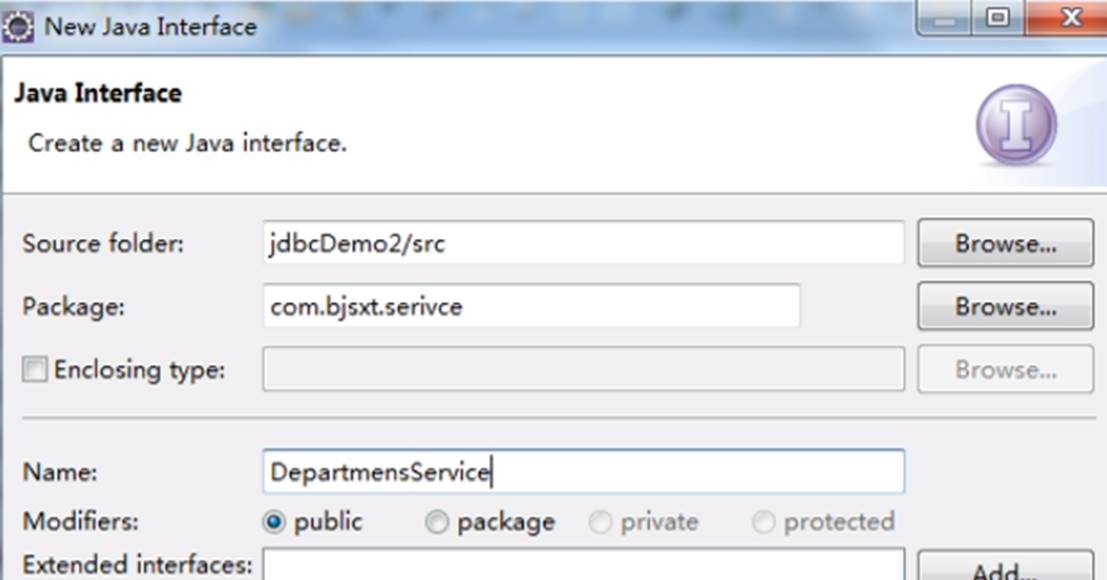 New Java Interface
Java Interface
Create a new Java interface.
Source folder: jdbcDemo2/src Browse...
Package: com.bjsxt.serivce Browse...
Enclosing type: Browse...
Name: DepartmensService
Modifiers: public package private protected
Extended interfaces: Add...